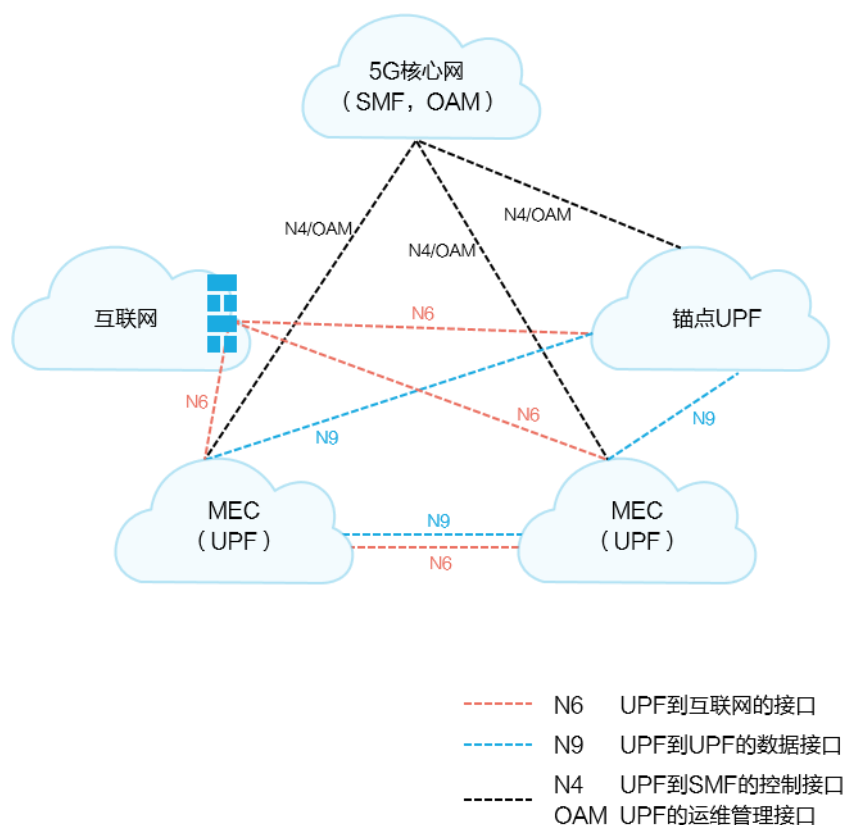 5G核心网
（SMF，OAM）
N4/OAM
N4/OAM
N4/OAM
互联网
锚点UPF
N6
N6
N6
N9
N9
MEC
（UPF）
MEC
（UPF）
N9
N6
N6 UPF到互联网的接口
N9 UPF到UPF的数据接口
N4 UPF到SMF的控制接口
OAM UPF的运维管理接口